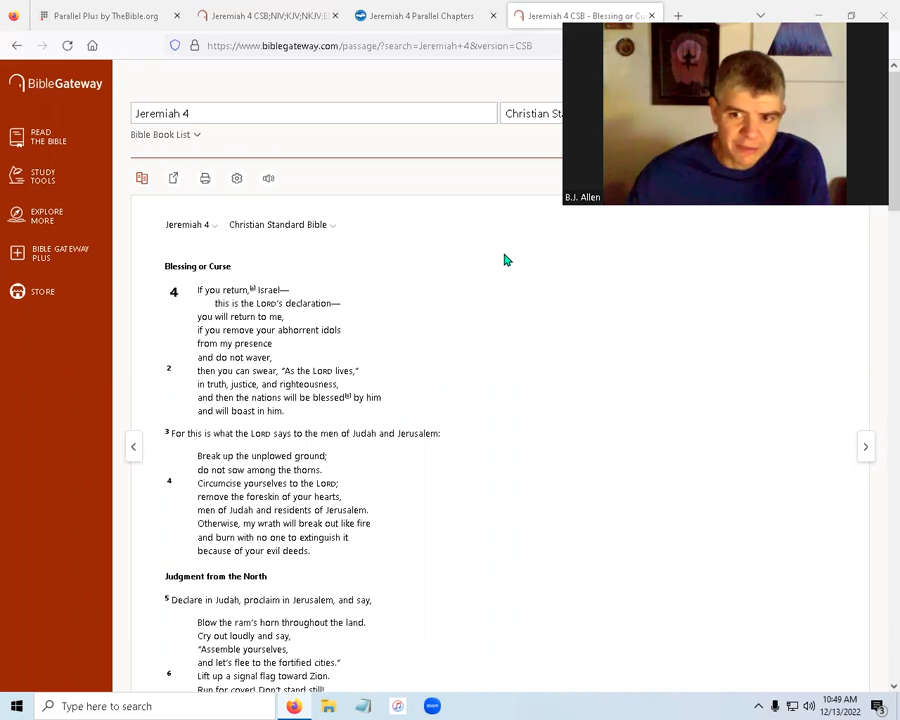 Parallel Plus by TheBible.org
Jeremiah 4 CSB;NIV;KJV;NKJV;E
Jeremiah 4 Parallel Chapters
Jeremiah 4 CSB - Blessing or Cu
https://www.biblegateway.com/passage/?search=Jeremiah+4&version=CSB
BibleGateway
READ
THE BIBLE
STUDY
TOOLS
EXPLORE
MORE
BIBLE GATEWAY
PLUS
STORE
Jeremiah 4
Christian Sta
Bible Book List
B.J. Allen
Jeremiah 4
Christian Standard Bible
Blessing or Curse
4 If you return,[a] Israel—
this is the LORD's declaration—
you will return to me,
if you remove your abhorrent idols
from my presence
and do not waver,
2 then you can swear, “As the LORD lives,”
in truth, justice, and righteousness,
and then the nations will be blessed[b] by him
and will boast in him.
3 For this is what the LORD says to the men of Judah and Jerusalem:
Break up the unplowed ground;
do not sow among the thorns.
4 Circumcise yourselves to the LORD;
remove the foreskin of your hearts,
men of Judah and residents of Jerusalem.
Otherwise, my wrath will break out like fire
and burn with no one to extinguish it
because of your evil deeds.
Judgment from the North
5 Declare in Judah, proclaim in Jerusalem, and say,
Blow the ram's horn throughout the land.
Cry out loudly and say,
“Assemble yourselves,
and let's flee to the fortified cities.”
6 Lift up a signal flag toward Zion.
Run for cover! Don't stand still!
Type here to search
10:49 AM
12/13/2022
3